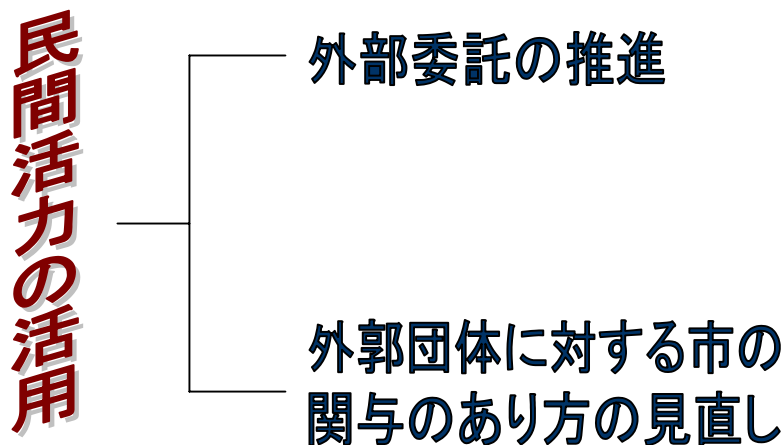 民間活力の活用
外部委託の推進
外郭団体に対する市の
関与のあり方の見直し